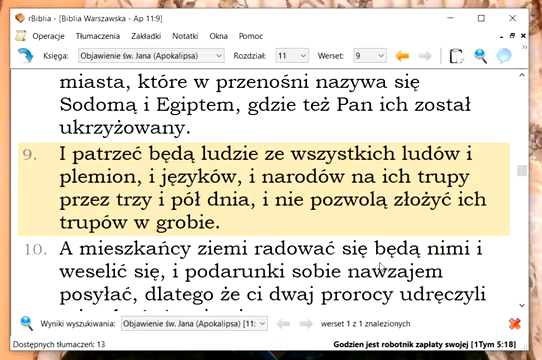 rBiblia - [Biblia Warszawska - Ap 11:9]
Operacje Tłumaczenia Zakładki Notatki Okna Pomoc
Księga: Objawienie św. Jana (Apokalipsa) Rozdział: 11 Werset: 9
miasta, które w przenośni nazywa się
Sodomą i Egiptem, gdzie też Pan ich został
ukrzyżowany.
9. I patrzeć będą ludzie ze wszystkich ludów i
plemion, i języków, i narodów na ich trupy
przez trzy i pół dnia, i nie pozwolą złożyć ich
trupów w grobie.
10. A mieszkańcy ziemi radować się będą nimi i
weselić się, i podarunki sobie nawzajem
posyłać, dlatego że ci dwaj prorocy udręczyli
Wyniki wyszukiwania: Objawienie św. Jana (Apokalipsa) [11: werset 1 z 1 znalezionych
Dostępnych tłumaczeń: 13 Godzien jest robotnik zapłaty swojej [1Tym 5:18]